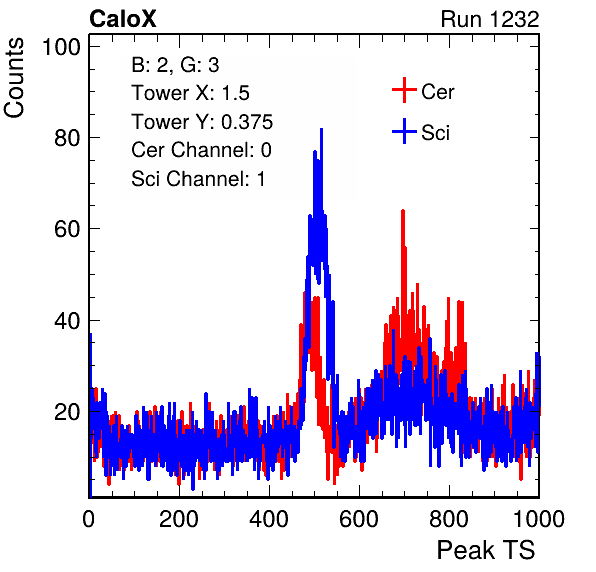 CaloX Run 1232
Counts
100
80
60
40
20
B: 2, G: 3
Tower X: 1.5
Tower Y: 0.375
Cer Channel: 0
Sci Channel: 1
Cer
Sci
0 200 400 600 800 1000
Peak TS